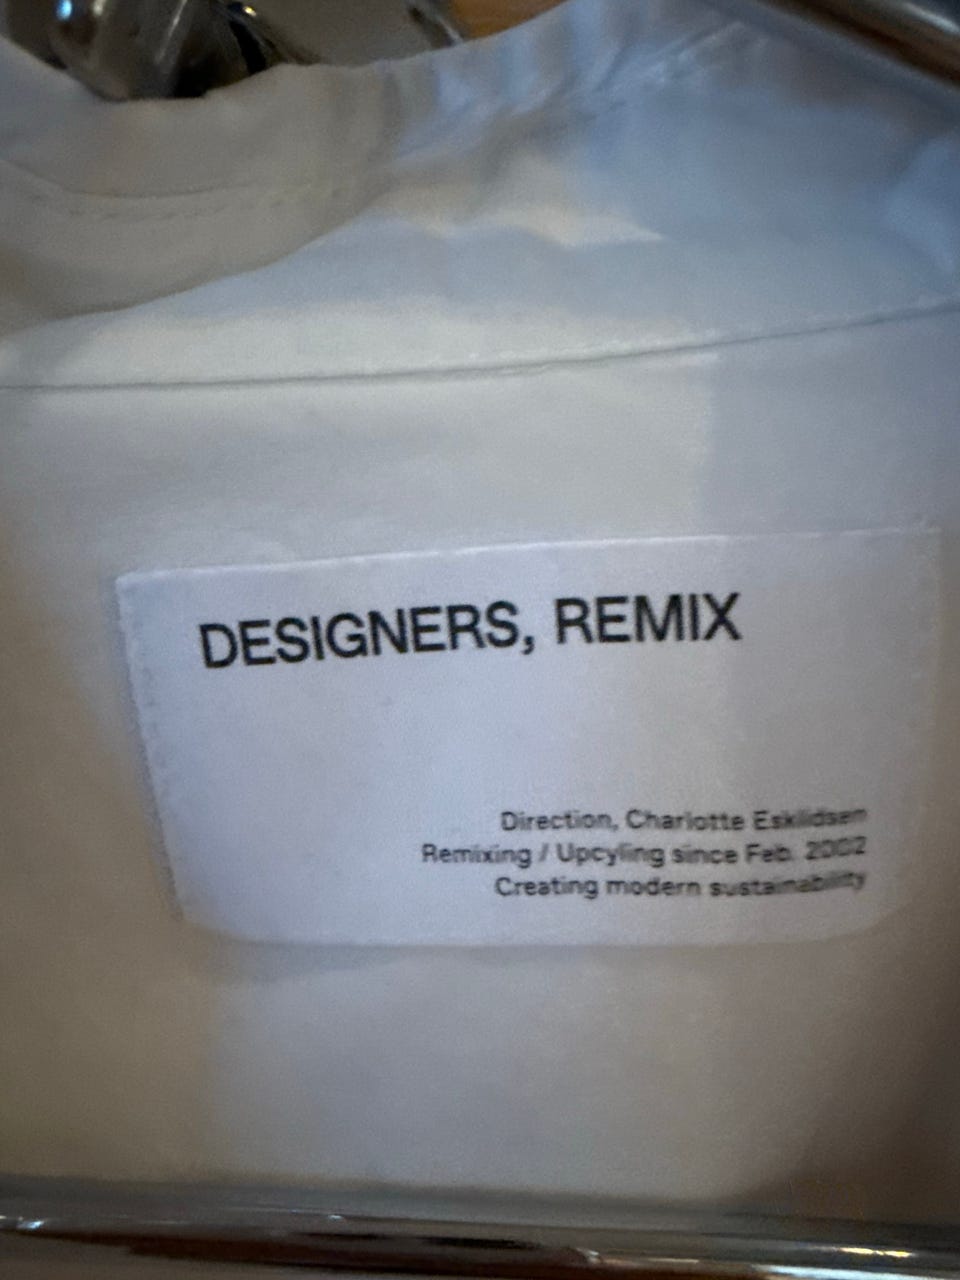 DESIGNERS, REMIX
Direction, Charlotte Eskildsen
Remixing / Upcyling since Feb. 2002
Creating modern sustainability